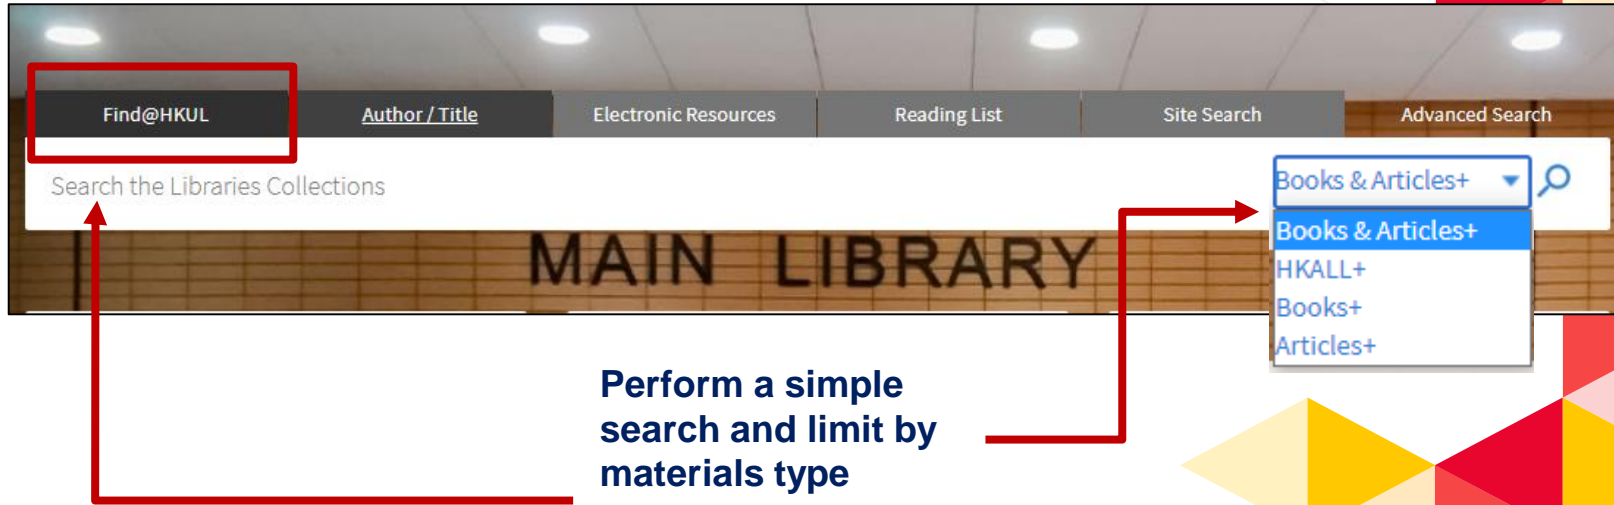 Find@HKUL
Author / Title
Electronic Resources
Reading List
Site Search
Advanced Search
Search the Libraries Collections
Books & Articles+
Books & Articles+
HKALL+
Books+
Articles+
MAIN LIBRARY
Perform a simple
search and limit by
materials type